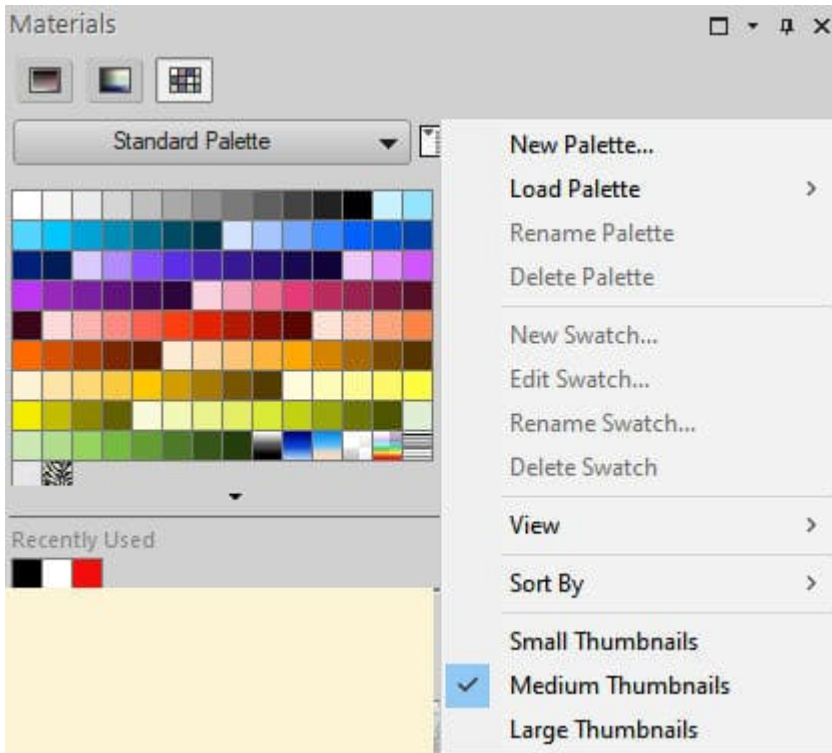 Materials
Standard Palette
New Palette...
Load Palette
Rename Palette
Delete Palette
New Swatch...
Edit Swatch...
Rename Swatch...
Delete Swatch
View
Sort By
Small Thumbnails
Medium Thumbnails
Large Thumbnails
Recently Used